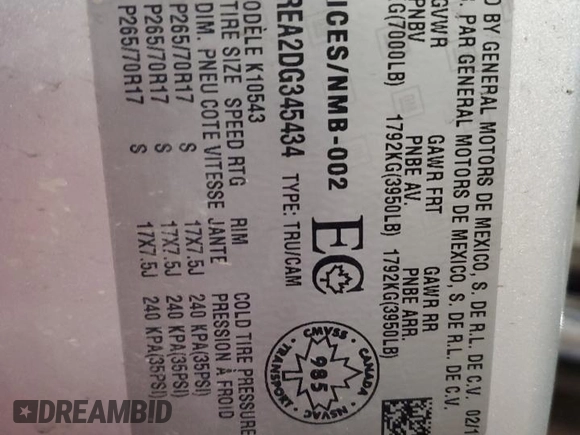 D BY GENERAL MOTORS DE MEXICO, S. DE R.L. DE C.V. 02/1
PAR GENERAL MOTORS DE MEXICO, S. DE R.L. DE C.V.
GVWR GAWR FRT GAWR RR
PNBV PNBE AV. PNBE ARR.
KG(7000LB) 1792KG(3950LB) 1792KG(3950LB)
ICES/NMB-002 EC
REA2DG345434 TYPE: TRU/CAM
ODÈLE K10543
TIRE SIZE SPEED RTG RIM COLD TIRE PRESSURE
DIM. PNEU COTE VITESSE JANTE PRESSION À FROID
P265/70R17 S 17X7.5J 240 KPA(35PSI)
P265/70R17 S 17X7.5J 240 KPA(35PSI)
P265/70R17 S 17X7.5J 240 KPA(35PSI)
CMVSS
CANADA
NSVAC
TRANSPORT
985
DREAMBID